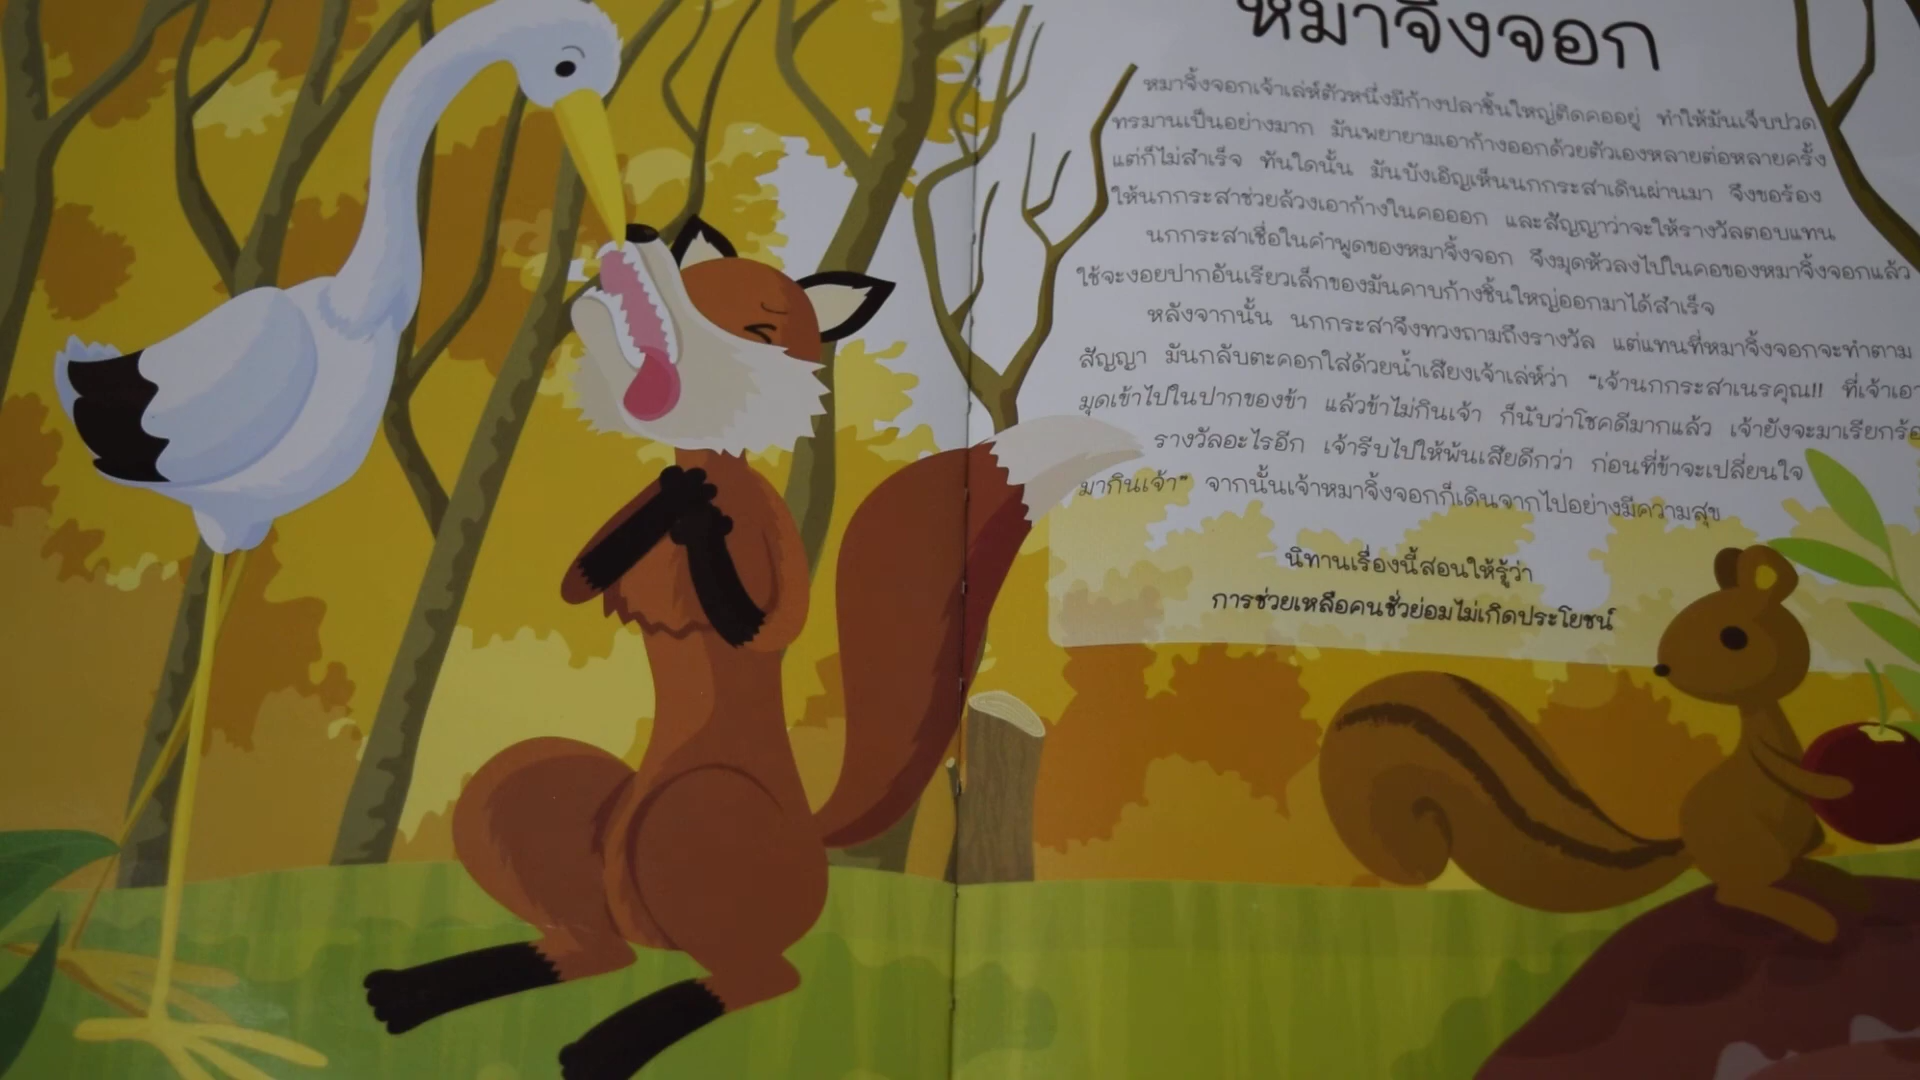 หมาจิ้งจอก
หมาจิ้งจอกเจ้าเล่ห์ตัวหนึ่งมีก้างปลาชิ้นใหญ่ติดคออยู่ ทำให้มันเจ็บปวด
ทรมานเป็นอย่างมาก มันพยายามเอาก้างออกด้วยตัวเองหลายต่อหลายครั้ง
แต่ก็ไม่สำเร็จ ทันใดนั้น มันบังเอิญเห็นนกกระสาเดินผ่านมา จึงขอร้อง
ให้นกกระสาช่วยล้วงเอาก้างในคอออก และสัญญาว่าจะให้รางวัลตอบแทน
นกกระสาเชื่อในคำพูดของหมาจิ้งจอก จึงมุดหัวลงไปในคอของหมาจิ้งจอกแล้ว
ใช้จะงอยปากอันเรียวเล็กของมันคาบก้างชิ้นใหญ่ออกมาได้สำเร็จ
หลังจากนั้น นกกระสาจึงทวงถามถึงรางวัล แต่แทนที่หมาจิ้งจอกจะทำตาม
สัญญา มันกลับตะคอกใส่ด้วยน้ำเสียงเจ้าเล่ห์ว่า “เจ้านกกระสาเนรคุณ!! ที่เจ้าเอา
มุดเข้าไปในปากของข้า แล้วข้าไม่กินเจ้า ก็นับว่าโชคดีมากแล้ว เจ้ายังจะมาเรียกร้อ
รางวัลอะไรอีก เจ้ารีบไปให้พ้นเสียดีกว่า ก่อนที่ข้าจะเปลี่ยนใจ
มากินเจ้า” จากนั้นเจ้าหมาจิ้งจอกก็เดินจากไปอย่างมีความสุข
นิทานเรื่องนี้สอนให้รู้ว่า
การช่วยเหลือคนชั่วย่อมไม่เกิดประโยชน์